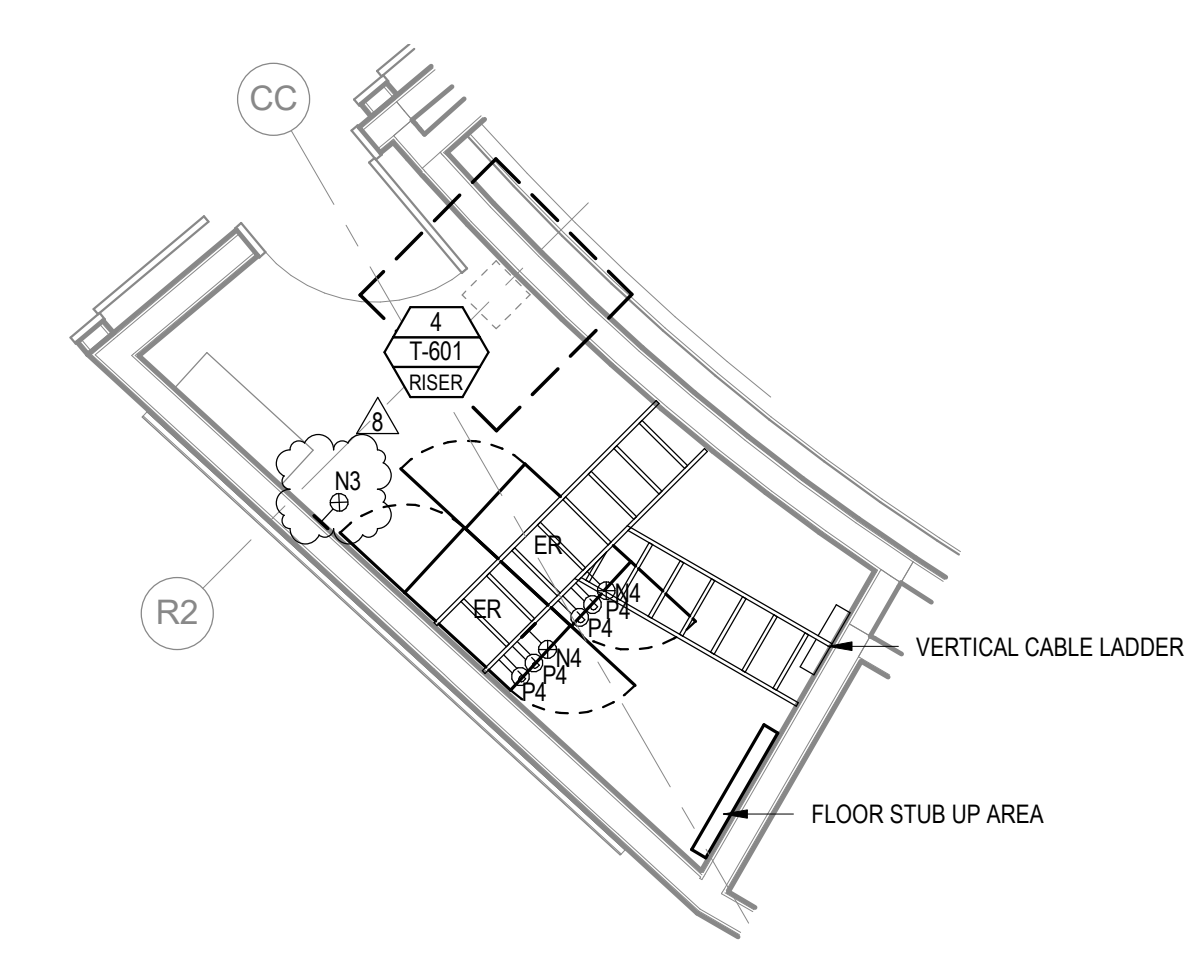 CC
4
T-601
RISER
8
N3
ER
R2
ER
N4
P4
P4
N4
P4
P4
VERTICAL CABLE LADDER
FLOOR STUB UP AREA